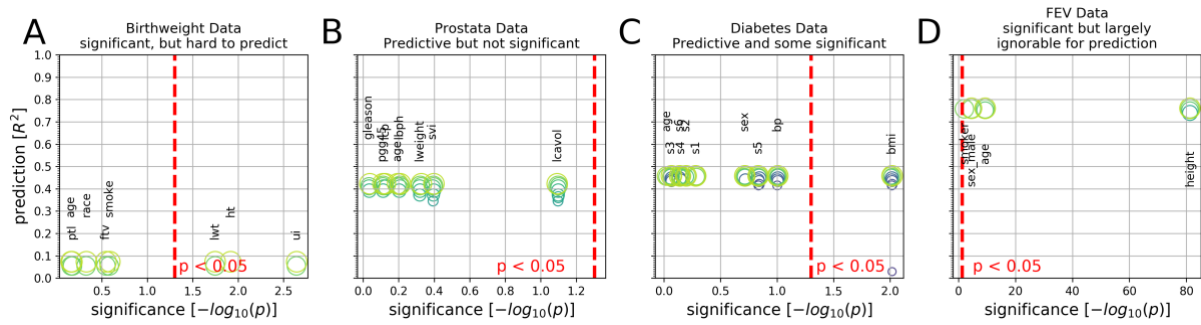 A
Birthweight Data
significant, but hard to predict
prediction [R²]
1.0
0.9
0.8
0.7
0.6
0.5
0.4
0.3
0.2
0.1
0.0
ptl
age
race
ftv
smoke
lwt
ht
ui
p < 0.05
0.5
1.0
1.5
2.0
2.5
significance [−log₁₀(p)]
B
Prostata Data
Predictive but not significant
gleason
pgg45
lcp
age
lbph
lweight
svi
lcavol
p < 0.05
0.0
0.2
0.4
0.6
0.8
1.0
1.2
significance [−log₁₀(p)]
C
Diabetes Data
Predictive and some significant
s3
age
s4
s6
s2
s1
sex
s5
bp
bmi
p < 0.05
0.0
0.5
1.0
1.5
2.0
significance [−log₁₀(p)]
D
FEV Data
significant but largely
ignorable for prediction
smoker
sex_male
age
height
p < 0.05
0
20
40
60
80
significance [−log₁₀(p)]